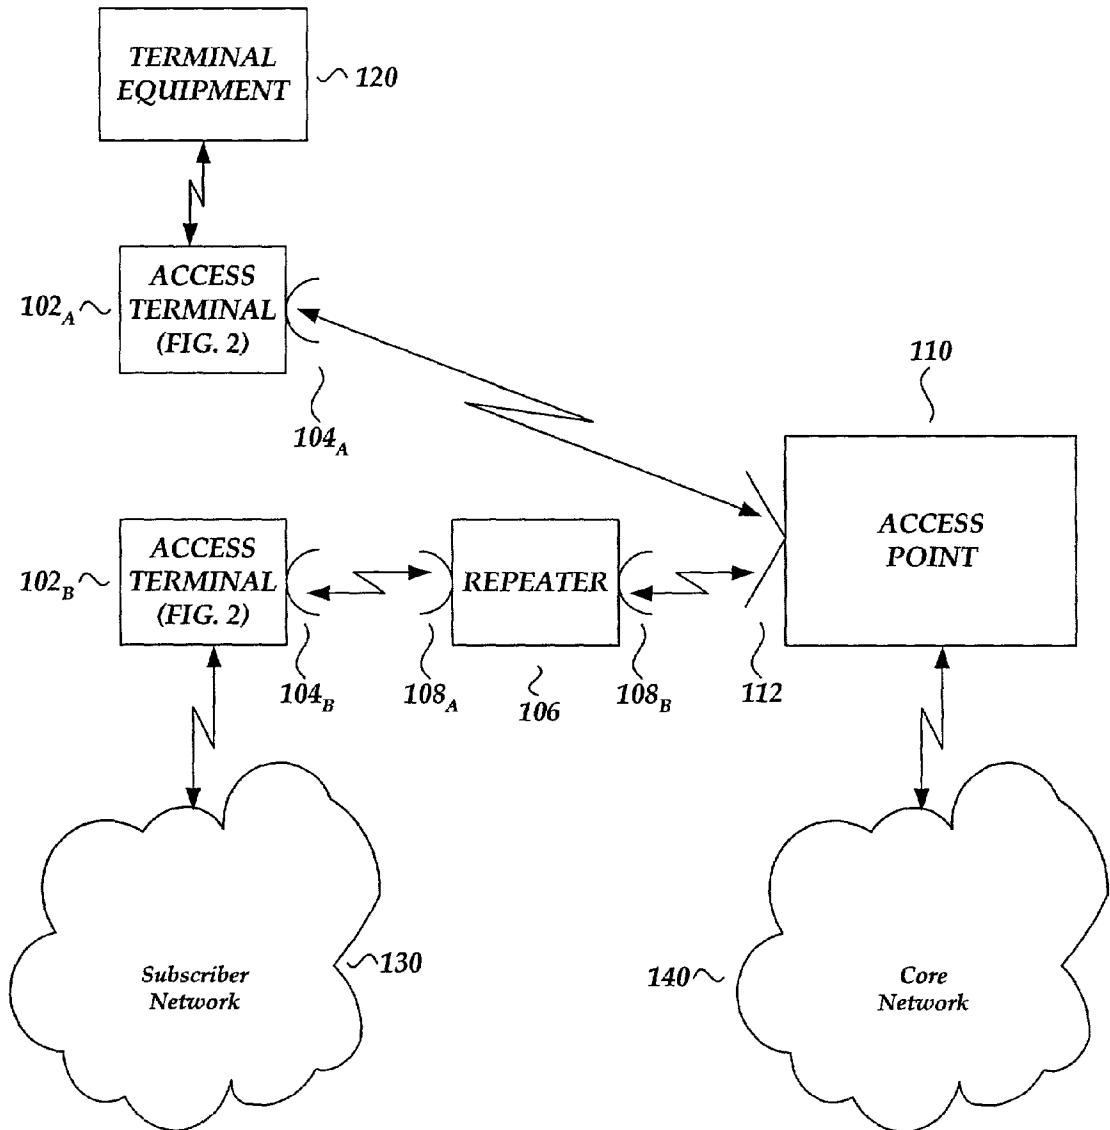 TERMINAL
EQUIPMENT
120
ACCESS
TERMINAL
(FIG. 2)
102A
104A
110
ACCESS
POINT
ACCESS
TERMINAL
(FIG. 2)
102B
REPEATER
104B
108A
106
108B
112
Subscriber
Network
130
140
Core
Network